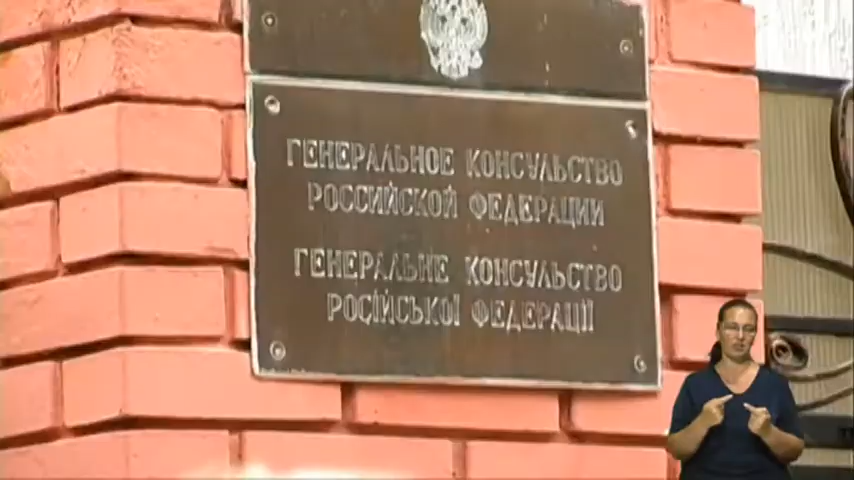 ГЕНЕРАЛЬНОЕ КОНСУЛЬСТВО
РОССИЙСКОЙ ФЕДЕРАЦИИ
ГЕНЕРАЛЬНЕ КОНСУЛЬСТВО
РОСІЙСЬКОЇ ФЕДЕРАЦІЇ